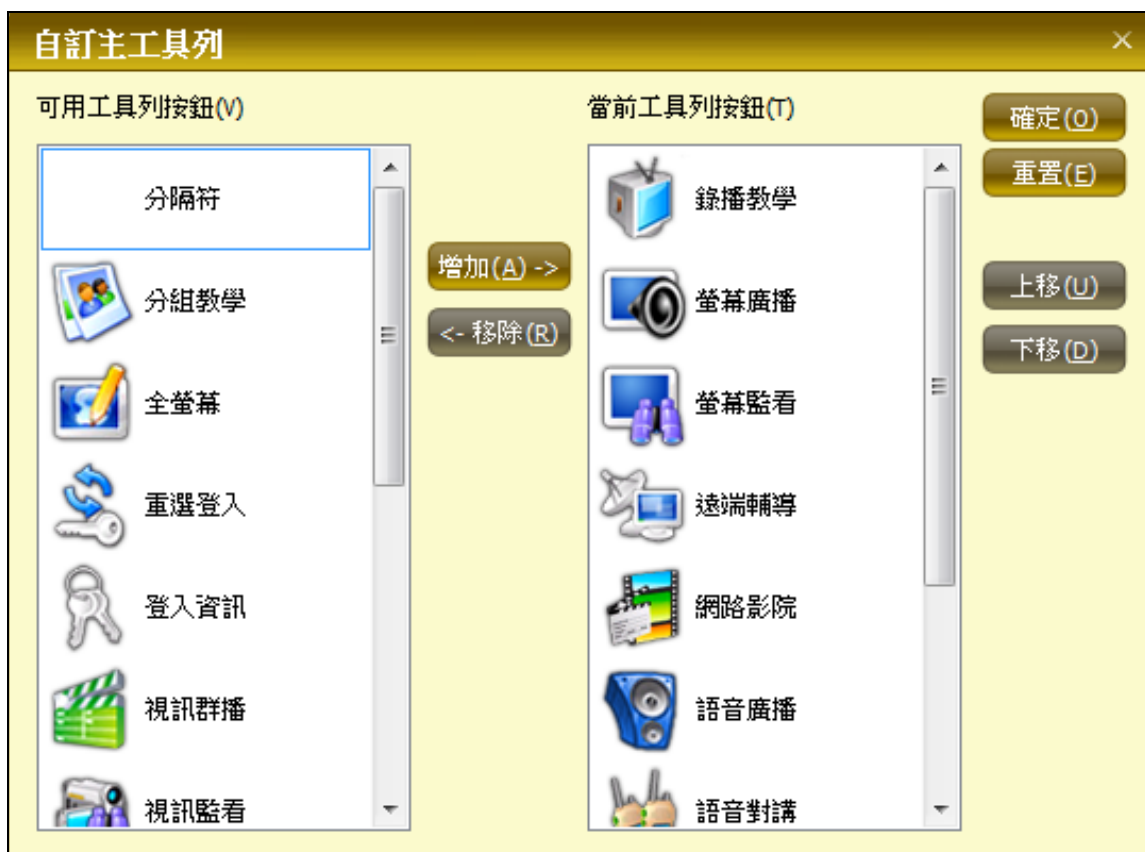 自訂主工具列
可用工具列按鈕(V)
分隔符
分組教學
全螢幕
重選登入
登入資訊
視訊群播
視訊監看
增加(A) ->
<- 移除(R)
當前工具列按鈕(T)
錄播教學
螢幕廣播
螢幕監看
遠端輔導
網路影院
語音廣播
語音對講
確定(O)
重置(E)
上移(U)
下移(D)